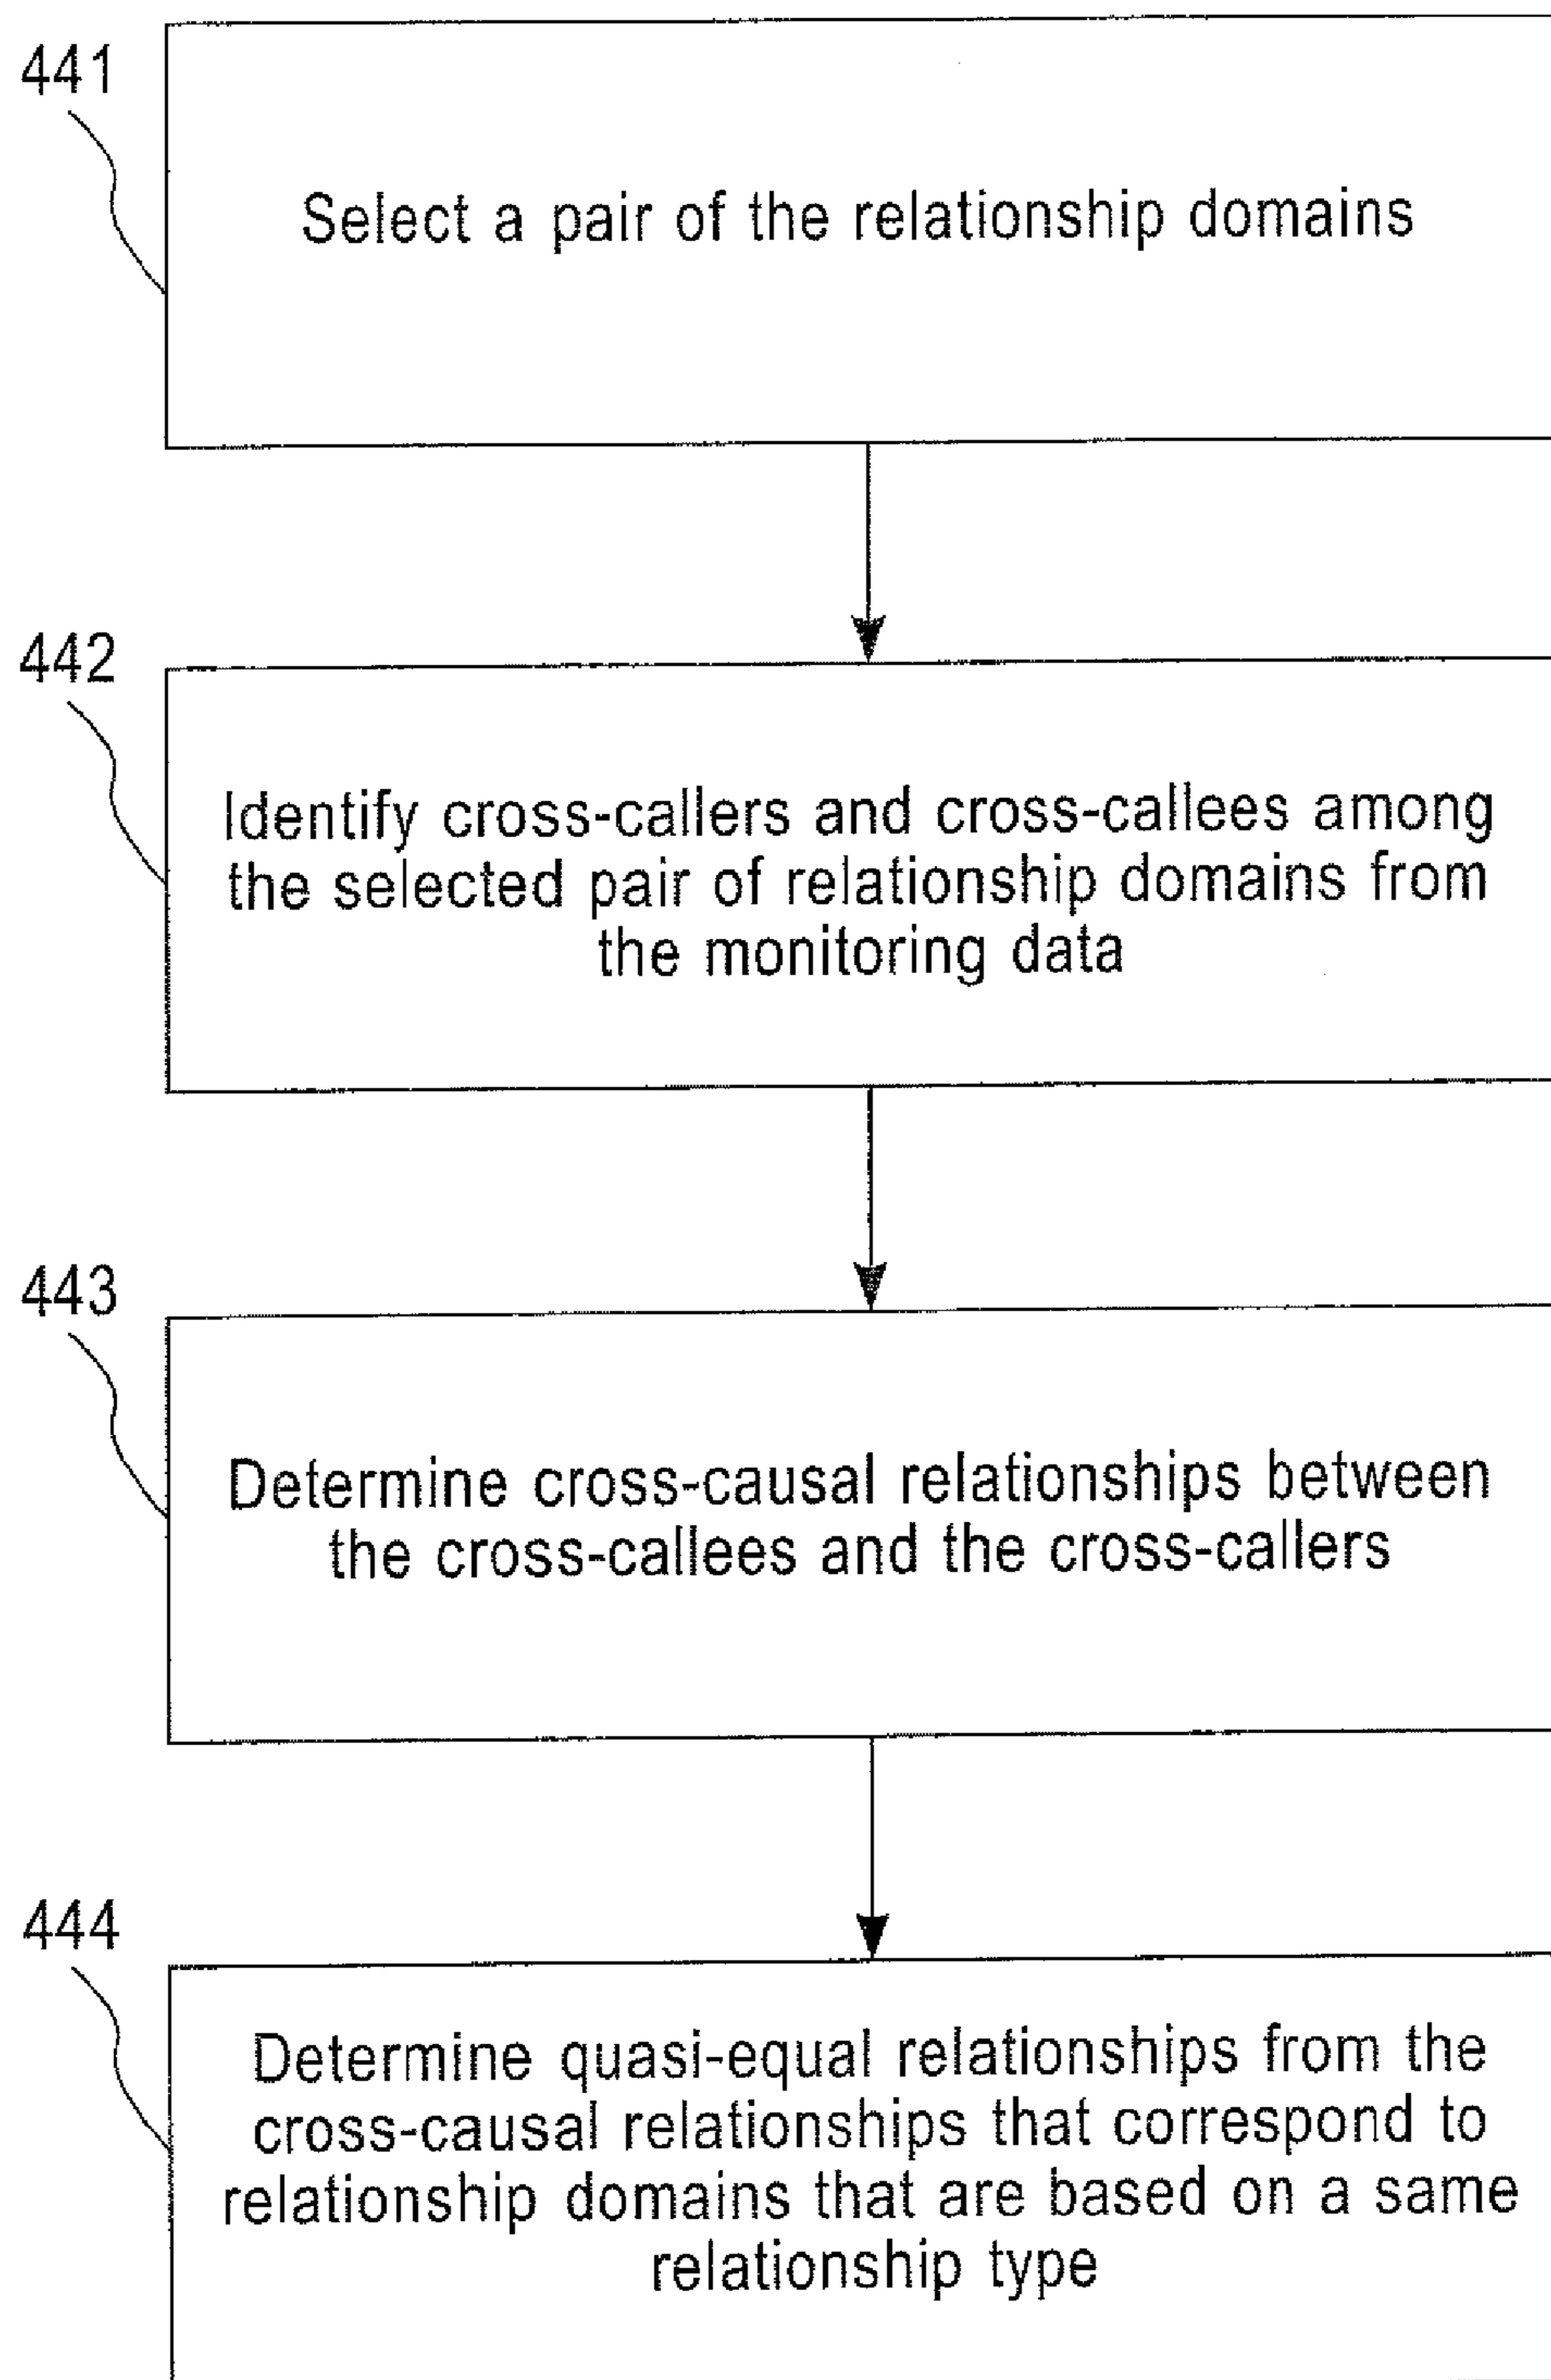 441
Select a pair of the relationship domains
442
Identify cross-callers and cross-callees among
the selected pair of relationship domains from
the monitoring data
443
Determine cross-causal relationships between
the cross-callees and the cross-callers
444
Determine quasi-equal relationships from the
cross-causal relationships that correspond to
relationship domains that are based on a same
relationship type